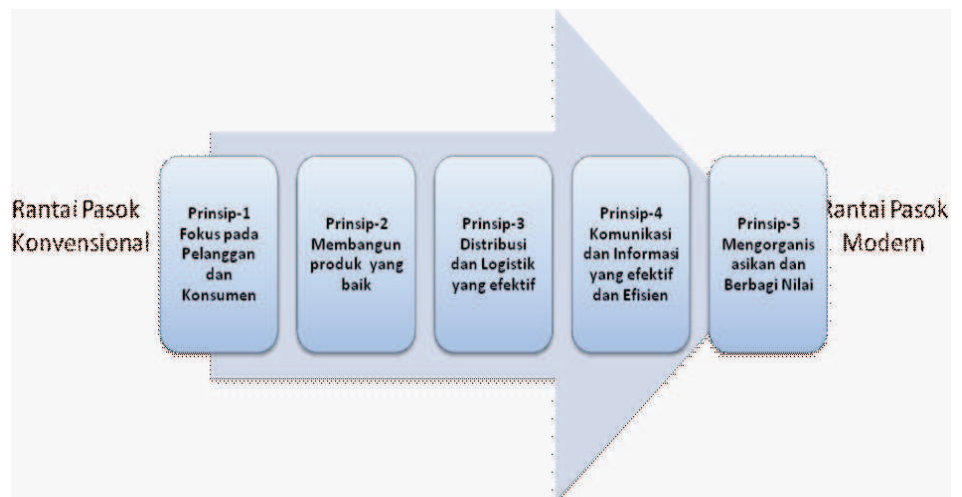 Rantai Pasok
Konvensional
Prinsip-1
Fokus pada
Pelanggan
dan
Konsumen
Prinsip-2
Membangun
produk yang
baik
Prinsip-3
Distribusi
dan Logistik
yang efektif
Prinsip-4
Komunikasi
dan Informasi
yang efektif
dan Efisien
Prinsip-5
Mengorganis
asikan dan
Berbagi Nilai
Rantai Pasok
Modern